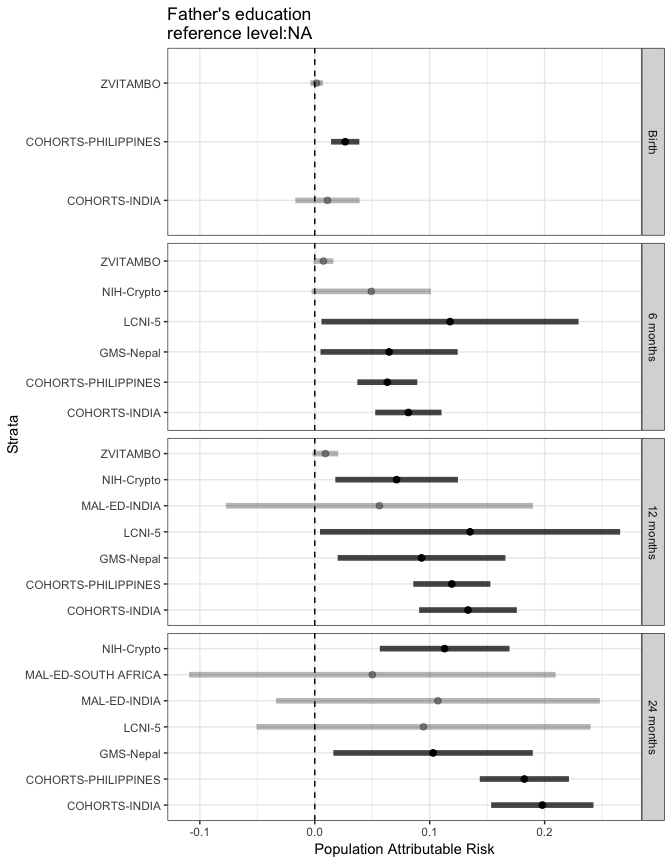 Father's education
reference level:NA
ZVITAMBO
COHORTS-PHILIPPINES
COHORTS-INDIA
Birth
ZVITAMBO
NIH-Crypto
LCNI-5
GMS-Nepal
COHORTS-PHILIPPINES
COHORTS-INDIA
6 months
Strata
ZVITAMBO
NIH-Crypto
MAL-ED-INDIA
LCNI-5
GMS-Nepal
COHORTS-PHILIPPINES
COHORTS-INDIA
12 months
NIH-Crypto
MAL-ED-SOUTH AFRICA
MAL-ED-INDIA
LCNI-5
GMS-Nepal
COHORTS-PHILIPPINES
COHORTS-INDIA
24 months
-0.1 0.0 0.1 0.2
Population Attributable Risk